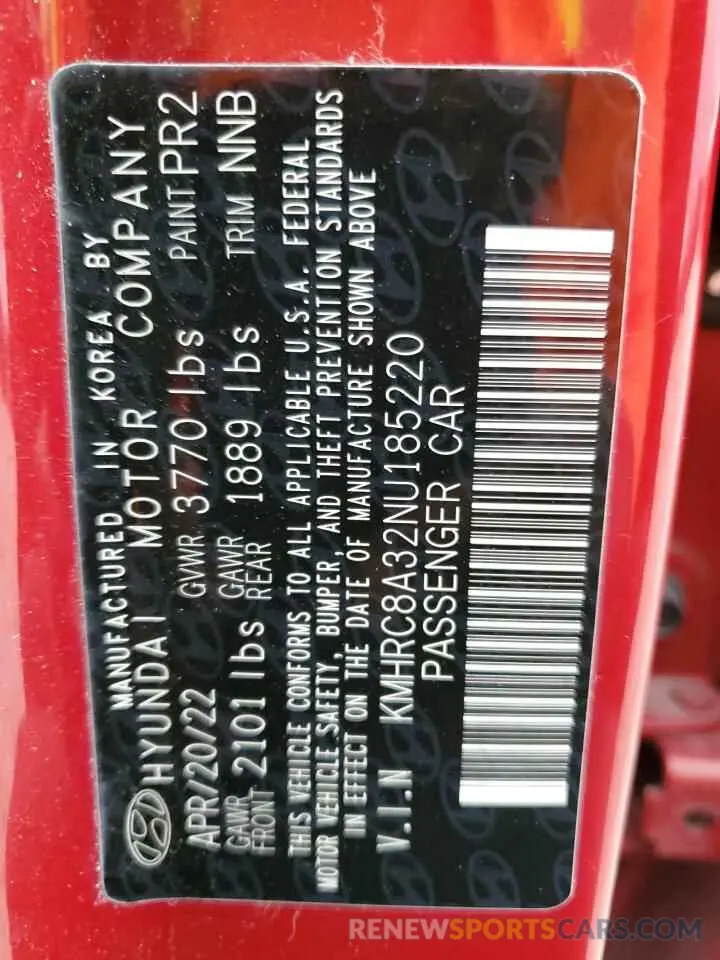 MANUFACTURED IN KOREA BY
HYUNDAI MOTOR COMPANY
APR/20/22 GVWR 3770 lbs PAINT PR2
GAWR FRONT 2101 lbs GAWR REAR 1889 lbs TRIM NNB
THIS VEHICLE CONFORMS TO ALL APPLICABLE U.S.A. FEDERAL
MOTOR VEHICLE SAFETY, BUMPER, AND THEFT PREVENTION STANDARDS
IN EFFECT ON THE DATE OF MANUFACTURE SHOWN ABOVE
V.I.N KMHRC8A32NU185220
PASSENGER CAR
RENEWSPORTSCARS.COM